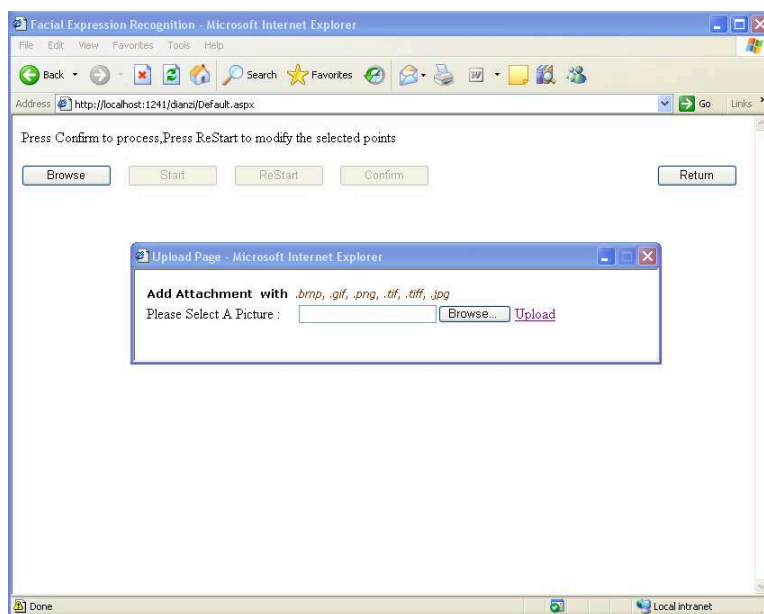 Facial Expression Recognition - Microsoft Internet Explorer
File Edit View Favorites Tools Help
Back Search Favorites
Address http://localhost:1241/dianzi/Default.aspx Go Links
Press Confirm to process,Press ReStart to modify the selected points
Browse Start ReStart Confirm Return
Upload Page - Microsoft Internet Explorer
Add Attachment with .bmp, .gif, .png, .tif, .tiff, .jpg
Please Select A Picture : Browse... Upload
Done Local intranet